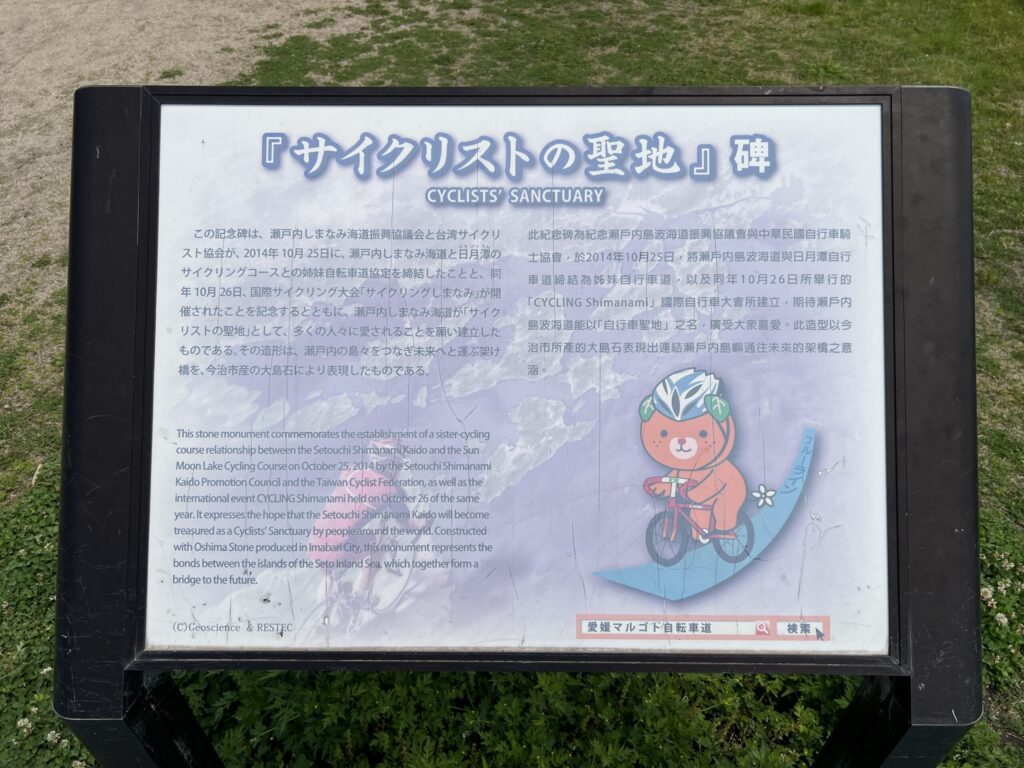 『サイクリストの聖地』碑
CYCLISTS' SANCTUARY
この記念碑は、瀬戸内しまなみ海道振興協議会と台湾サイクリ
スト協会が、2014年10月25日に、瀬戸内しまなみ海道と日月潭の
サイクリングコースとの姉妹自転車道協定を締結したことと、同
年10月26日、国際サイクリング大会「サイクリングしまなみ」が開
催されたことを記念するとともに、瀬戸内しまなみ海道が「サイク
リストの聖地」として、多くの人々に愛されることを願い建立した
ものである。その造形は、瀬戸内の島々をつなぎ未来へと運ぶ架け
橋を、今治市産の大島石により表現したものである。
此紀念碑為紀念瀨戶內島波海道振興協議會與中華民國自行車騎
士協會，於2014年10月25日，將瀨戶內島波海道與日月潭自行
車道締結為姊妹自行車道，以及同年10月26日所舉行的
「CYCLING Shimanami」國際自行車大會所建立，期待瀨戶內
島波海道能以「自行車聖地」之名，廣受大眾喜愛。此造型以今
治市所產的大島石表現出連結瀨戶內島嶼通往未來的架橋之意
涵。
This stone monument commemorates the establishment of a sister-cycling
course relationship between the Setouchi Shimanami Kaido and the Sun
Moon Lake Cycling Course on October 25, 2014 by the Setouchi Shimanami
Kaido Promotion Council and the Taiwan Cyclist Federation, as well as the
international event CYCLING Shimanami held on October 26 of the same
year. It expresses the hope that the Setouchi Shimanami Kaido will become
treasured as a Cyclists' Sanctuary by people around the world. Constructed
with Oshima Stone produced in Imabari City, this monument represents the
bonds between the islands of the Seto Inland Sea, which together form a
bridge to the future.
ブルーライン
(C)Geoscience & RESTEC
愛媛マルゴト自転車道 検索